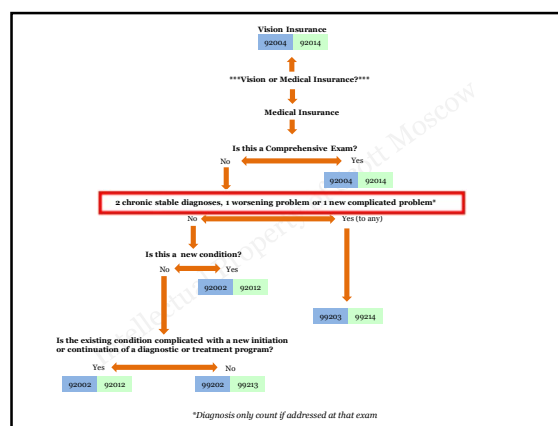 Vision Insurance
92004 92014
***Vision or Medical Insurance?***
Medical Insurance
Is this a Comprehensive Exam?
No Yes
92004 92014
2 chronic stable diagnoses, 1 worsening problem or 1 new complicated problem*
No Yes (to any)
Is this a new condition?
No Yes
92002 92012
99203 99214
Is the existing condition complicated with a new initiation
or continuation of a diagnostic or treatment program?
Yes No
92002 92012 99202 99213
*Diagnosis only count if addressed at that exam